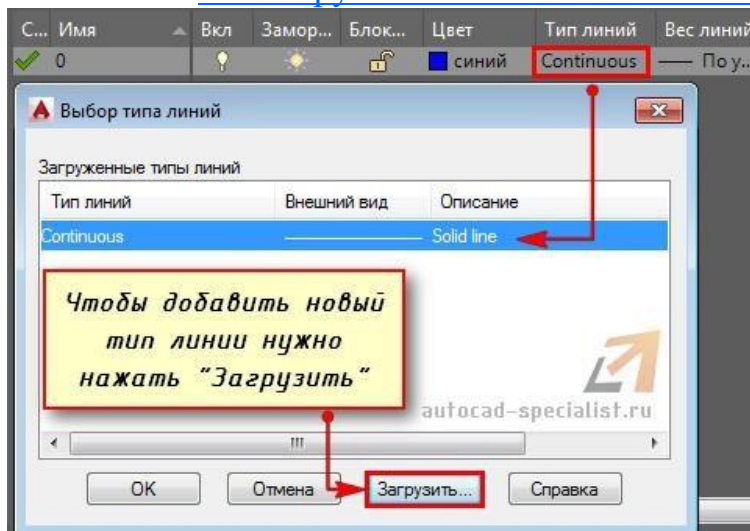 С... Имя Вкл Замор... Блок... Цвет Тип линий Вес линий
0 синий Continuous По у...
Выбор типа линий
Загруженные типы линий
Тип линий Внешний вид Описание
Continuous Solid line
Чтобы добавить новый
тип линии нужно
нажать "Загрузить"
autocad-specialist.ru
OK Отмена Загрузить... Справка